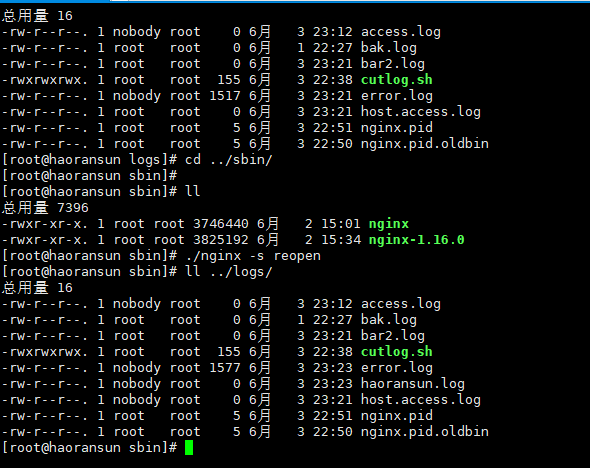 总用量 16
-rw-r--r--. 1 nobody root    0 6月   3 23:12 access.log
-rw-r--r--. 1 root   root    0 6月   1 22:27 bak.log
-rw-r--r--. 1 root   root    0 6月   3 23:21 bar2.log
-rwxrwxrwx. 1 root   root  155 6月   3 22:38 cutlog.sh
-rw-r--r--. 1 nobody root 1517 6月   3 23:21 error.log
-rw-r--r--. 1 root   root    0 6月   3 23:21 host.access.log
-rw-r--r--. 1 root   root    5 6月   3 22:51 nginx.pid
-rw-r--r--. 1 root   root    5 6月   3 22:50 nginx.pid.oldbin
[root@haoransun logs]# cd ../sbin/
[root@haoransun sbin]#
[root@haoransun sbin]# ll
总用量 7396
-rwxr-xr-x. 1 root root 3746440 6月   2 15:01 nginx
-rwxr-xr-x. 1 root root 3825192 6月   2 15:34 nginx-1.16.0
[root@haoransun sbin]# ./nginx -s reopen
[root@haoransun sbin]# ll ../logs/
总用量 16
-rw-r--r--. 1 nobody root    0 6月   3 23:12 access.log
-rw-r--r--. 1 root   root    0 6月   1 22:27 bak.log
-rw-r--r--. 1 root   root    0 6月   3 23:21 bar2.log
-rwxrwxrwx. 1 root   root  155 6月   3 22:38 cutlog.sh
-rw-r--r--. 1 nobody root 1577 6月   3 23:23 error.log
-rw-r--r--. 1 nobody root    0 6月   3 23:23 haoransun.log
-rw-r--r--. 1 nobody root    0 6月   3 23:21 host.access.log
-rw-r--r--. 1 root   root    5 6月   3 22:51 nginx.pid
-rw-r--r--. 1 root   root    5 6月   3 22:50 nginx.pid.oldbin
[root@haoransun sbin]#